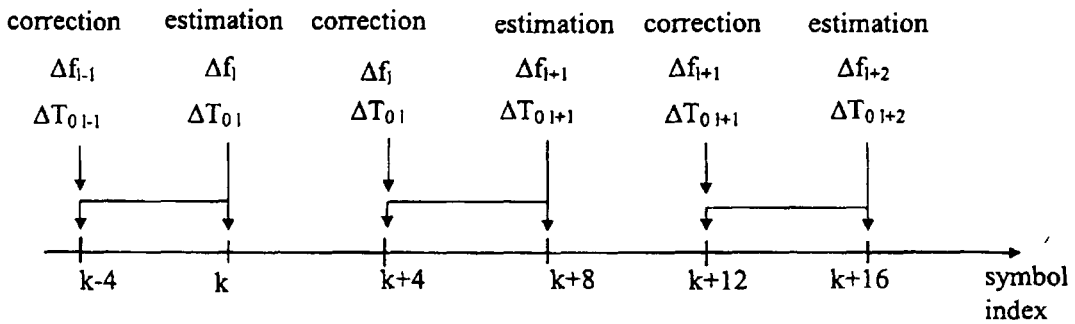 correction estimation correction estimation correction estimation
Δf_{l-1} Δf_l Δf_l Δf_{l+1} Δf_{l+1} Δf_{l+2}
ΔT_{0 l-1} ΔT_{0 l} ΔT_{0 l} ΔT_{0 l+1} ΔT_{0 l+1} ΔT_{0 l+2}
k-4 k k+4 k+8 k+12 k+16 symbol
index